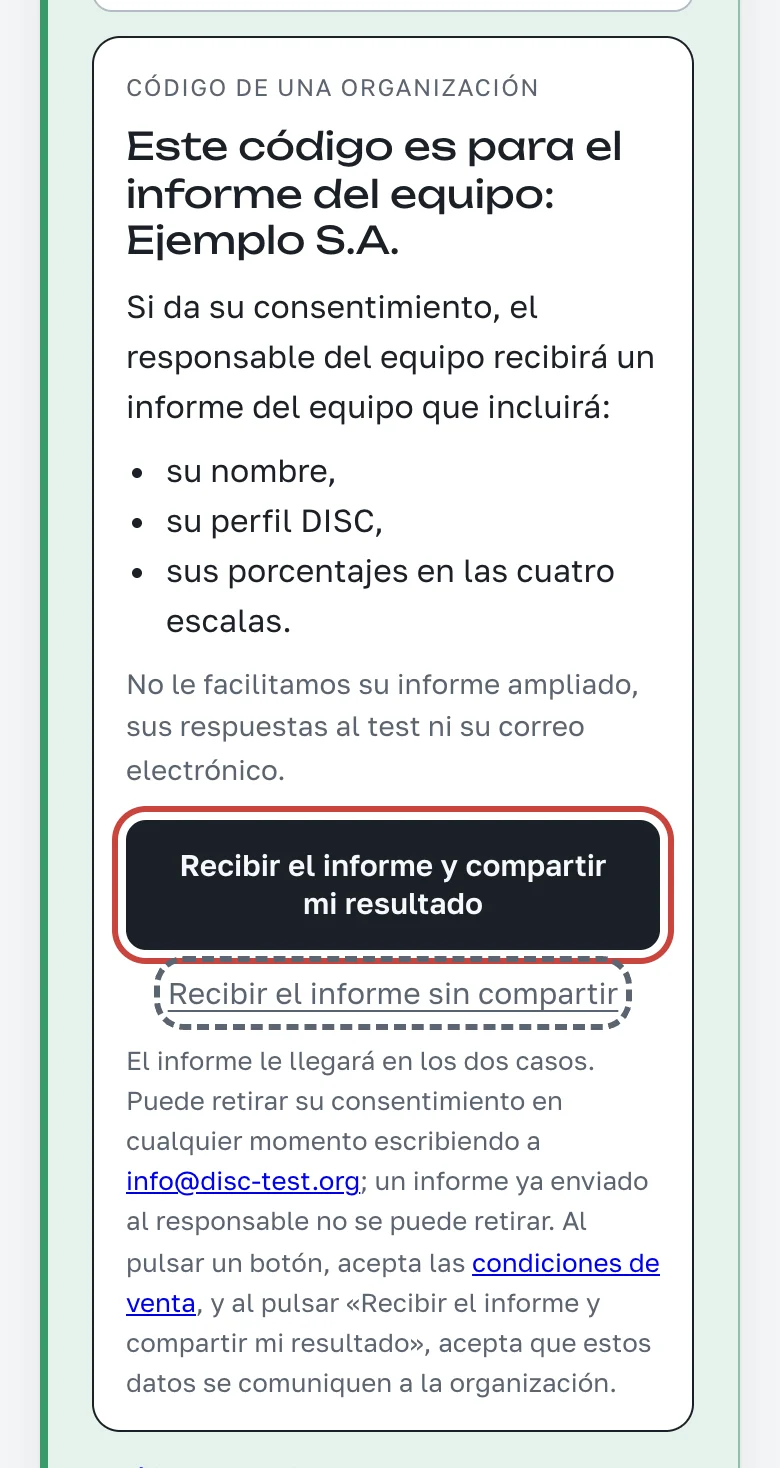 CÓDIGO DE UNA ORGANIZACIÓN
Este código es para el
informe del equipo:
Ejemplo S.A.
Si da su consentimiento, el
responsable del equipo recibirá un
informe del equipo que incluirá:
• su nombre,
• su perfil DISC,
• sus porcentajes en las cuatro
escalas.
No le facilitamos su informe ampliado,
sus respuestas al test ni su correo
electrónico.
Recibir el informe y compartir
mi resultado
Recibir el informe sin compartir
El informe le llegará en los dos casos.
Puede retirar su consentimiento en
cualquier momento escribiendo a
info@disc-test.org; un informe ya enviado
al responsable no se puede retirar. Al
pulsar un botón, acepta las condiciones de
venta, y al pulsar «Recibir el informe y
compartir mi resultado», acepta que estos
datos se comuniquen a la organización.